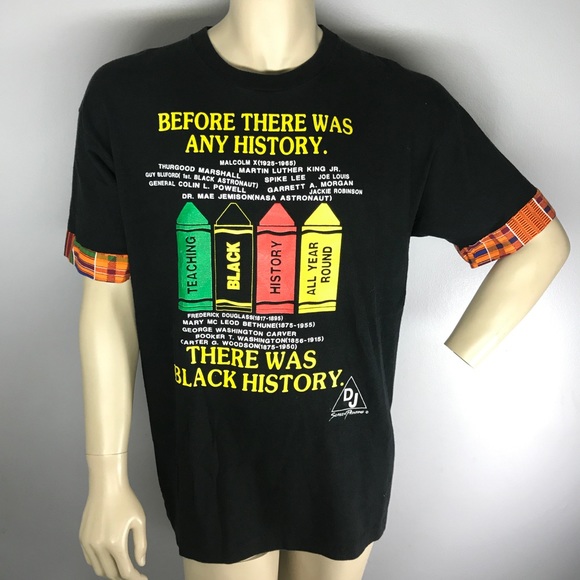 BEFORE THERE WAS
ANY HISTORY.
MALCOLM X(1925-1965)
THURGOOD MARSHALL MARTIN LUTHER KING JR.
GUY BLUFORD( 1st. BLACK ASTRONAUT) SPIKE LEE JOE LOUIS
GENERAL COLIN L. POWELL GARRETT A. MORGAN
JACKIE ROBINSON
DR. MAE JEMISON(NASA ASTRONAUT)
TEACHING
BLACK
HISTORY
ALL YEAR
ROUND
FREDERICK DOUGLASS(1817-1895)
MARY MC LEOD BETHUNE(1875-1955)
GEORGE WASHINGTON CARVER
BOOKER T. WASHINGTON(1856-1915)
CARTER G. WOODSON(1875-1950)
THERE WAS
BLACK HISTORY.
DJ